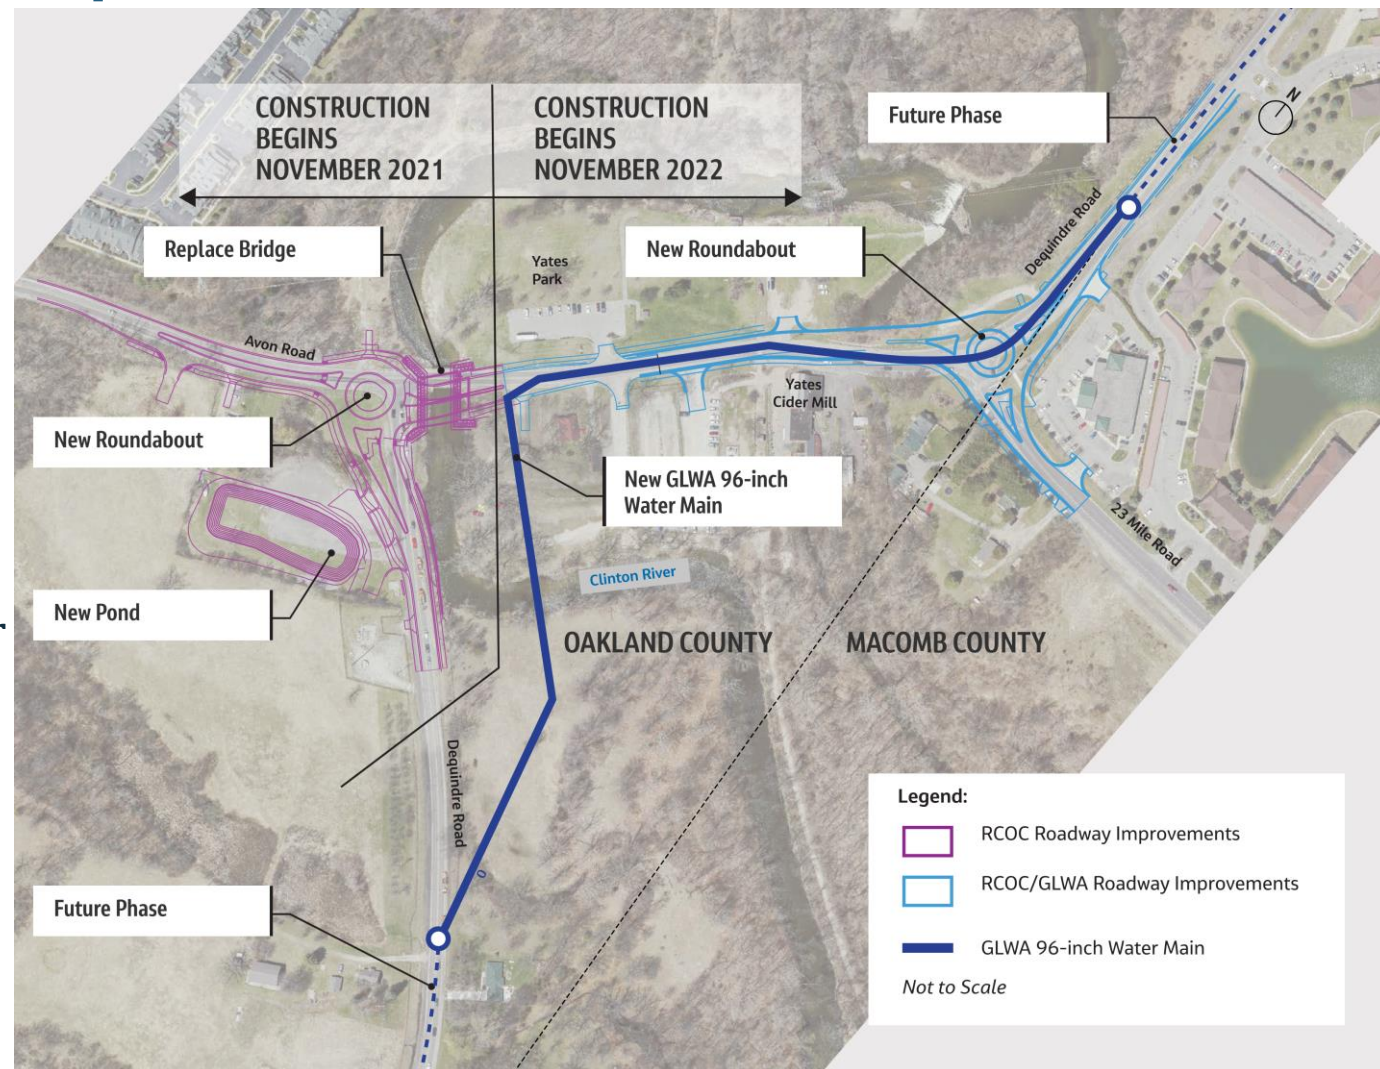 CONSTRUCTION
BEGINS
NOVEMBER 2021
CONSTRUCTION
BEGINS
NOVEMBER 2022
Future Phase
N
Replace Bridge
Yates
Park
New Roundabout
Dequindre Road
Avon Road
Yates
Cider Mill
New Roundabout
New GLWA 96-inch
Water Main
23 Mile Road
Clinton River
New Pond
OAKLAND COUNTY
MACOMB COUNTY
Dequindre Road
Future Phase
Legend:
RCOC Roadway Improvements
RCOC/GLWA Roadway Improvements
GLWA 96-inch Water Main
Not to Scale